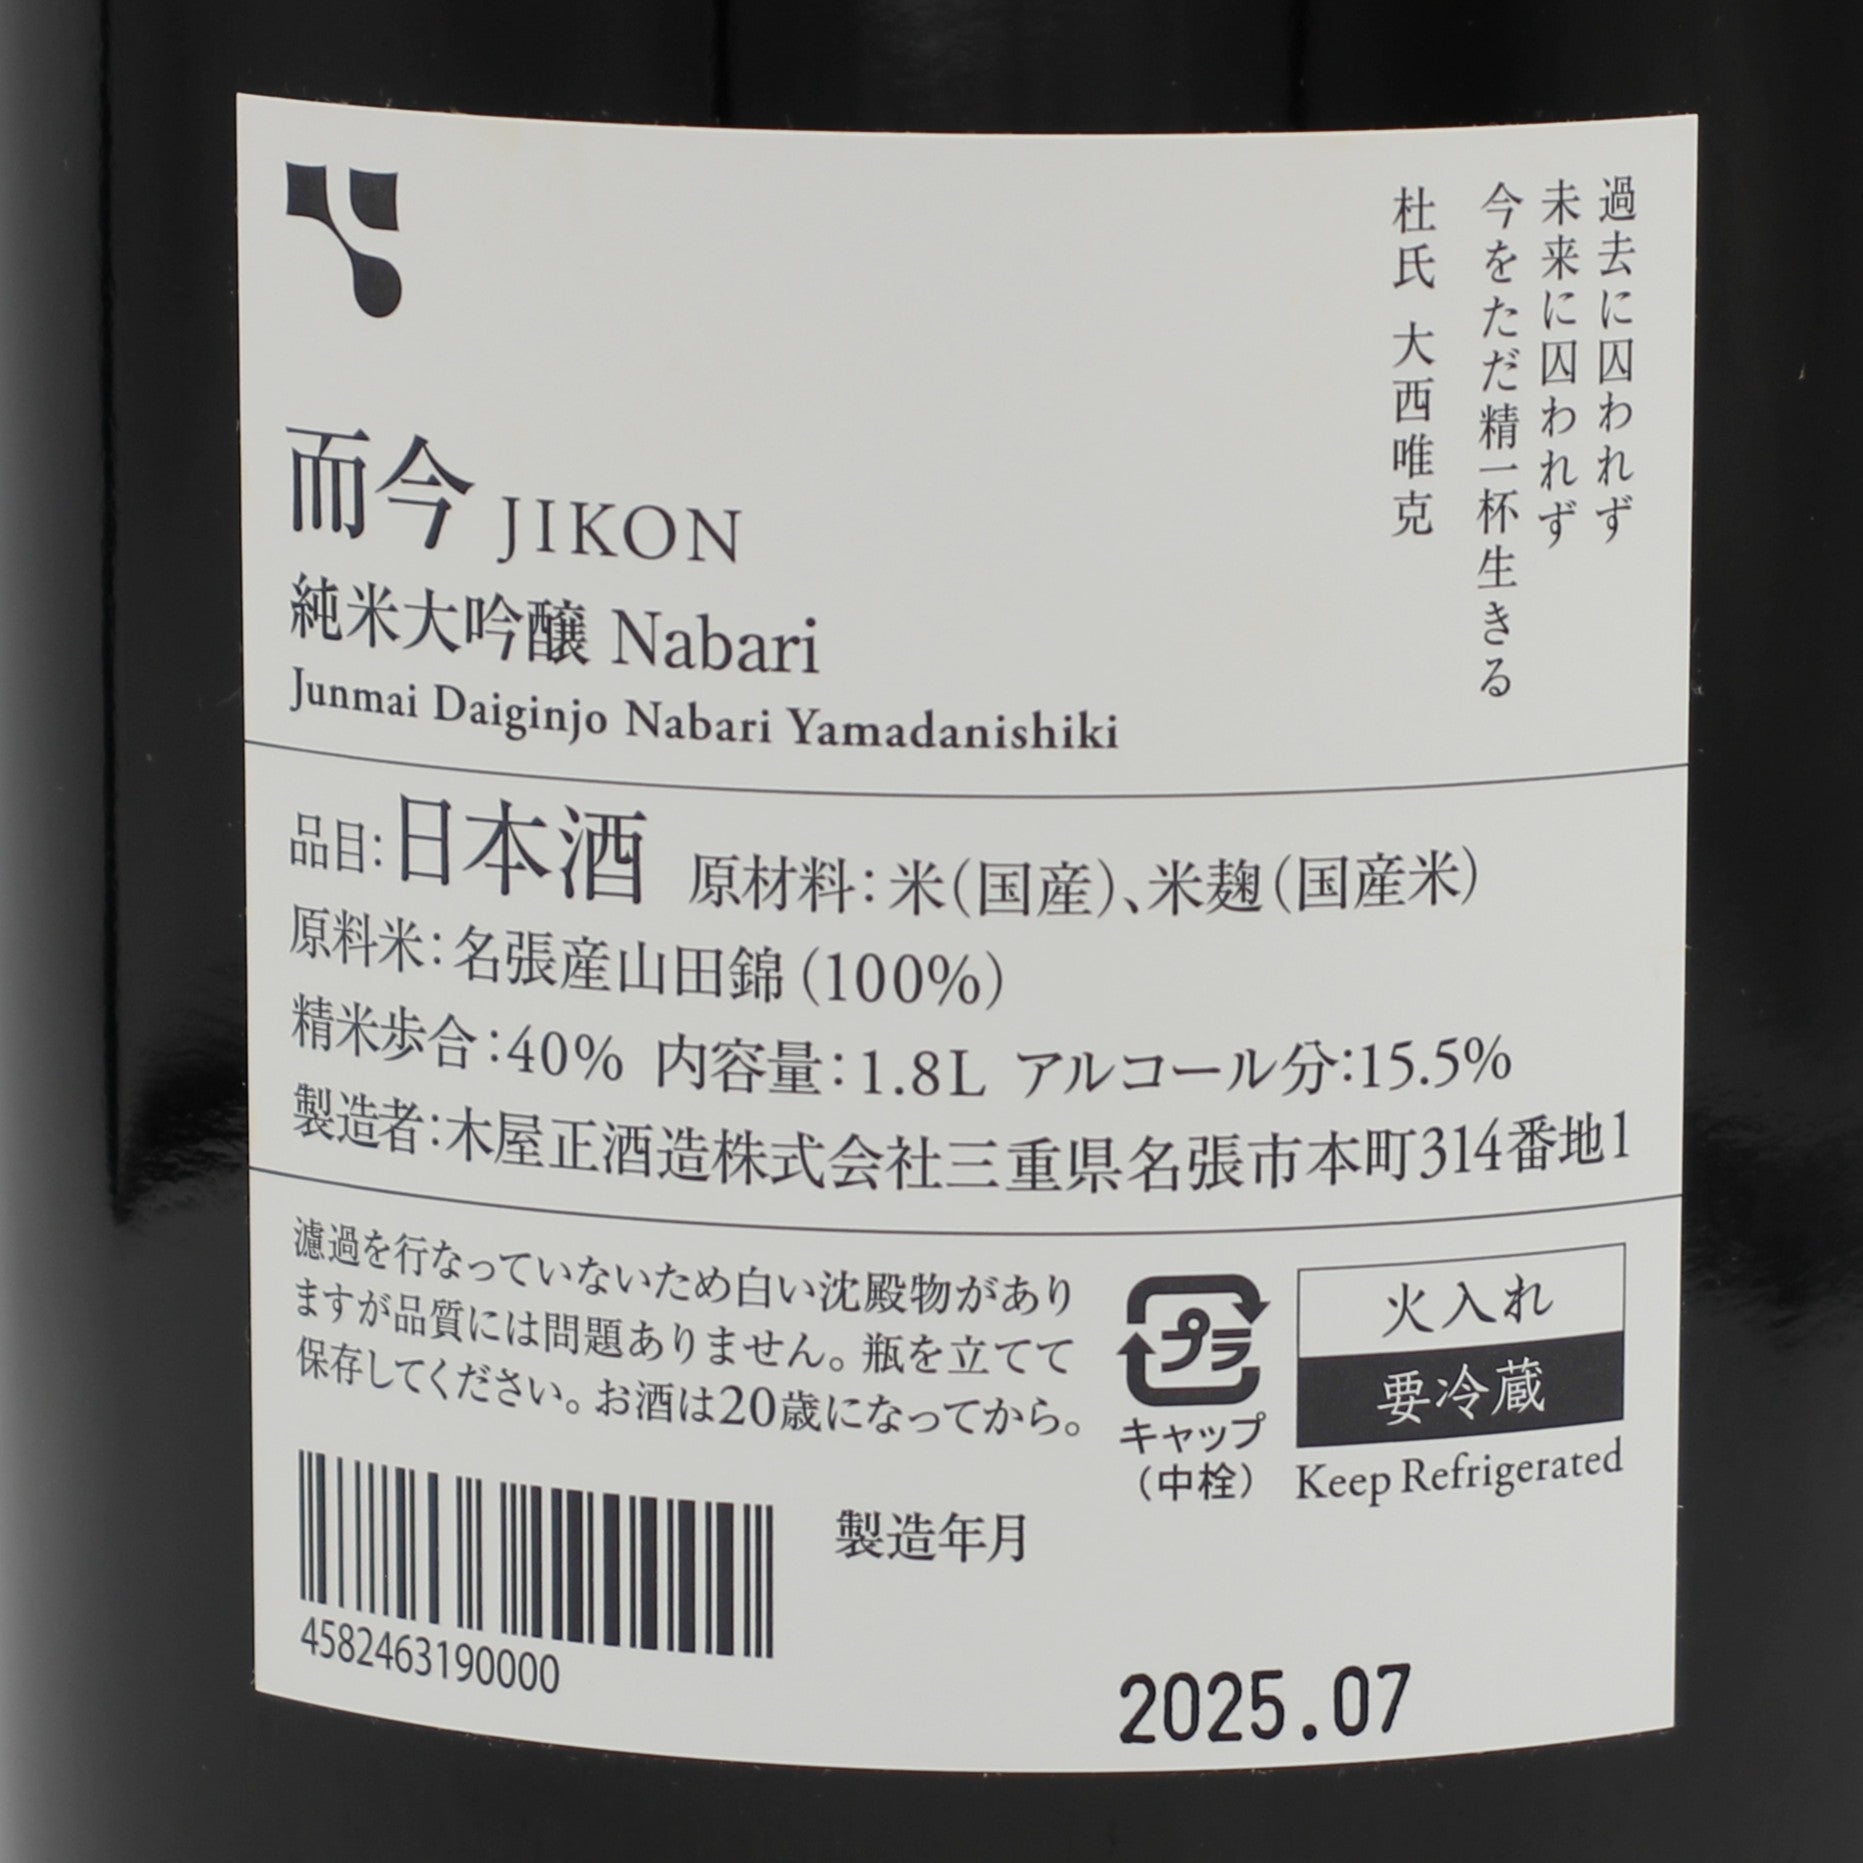 過去に囚われず
未来に囚われず
今をただ精一杯生きる
杜氏 大西唯克
而今 JIKON
純米大吟醸 Nabari
Junmai Daiginjo Nabari Yamadanishiki
品目:日本酒 原材料:米(国産)、米麹(国産米)
原料米:名張産山田錦(100%)
精米歩合:40% 内容量:1.8L アルコール分:15.5%
製造者:木屋正酒造株式会社三重県名張市本町314番地1
濾過を行なっていないため白い沈殿物があり
ますが品質には問題ありません。瓶を立てて
保存してください。お酒は20歳になってから。
プラ
キャップ
(中栓)
火入れ
要冷蔵
Keep Refrigerated
4582463190000
製造年月
2025.07